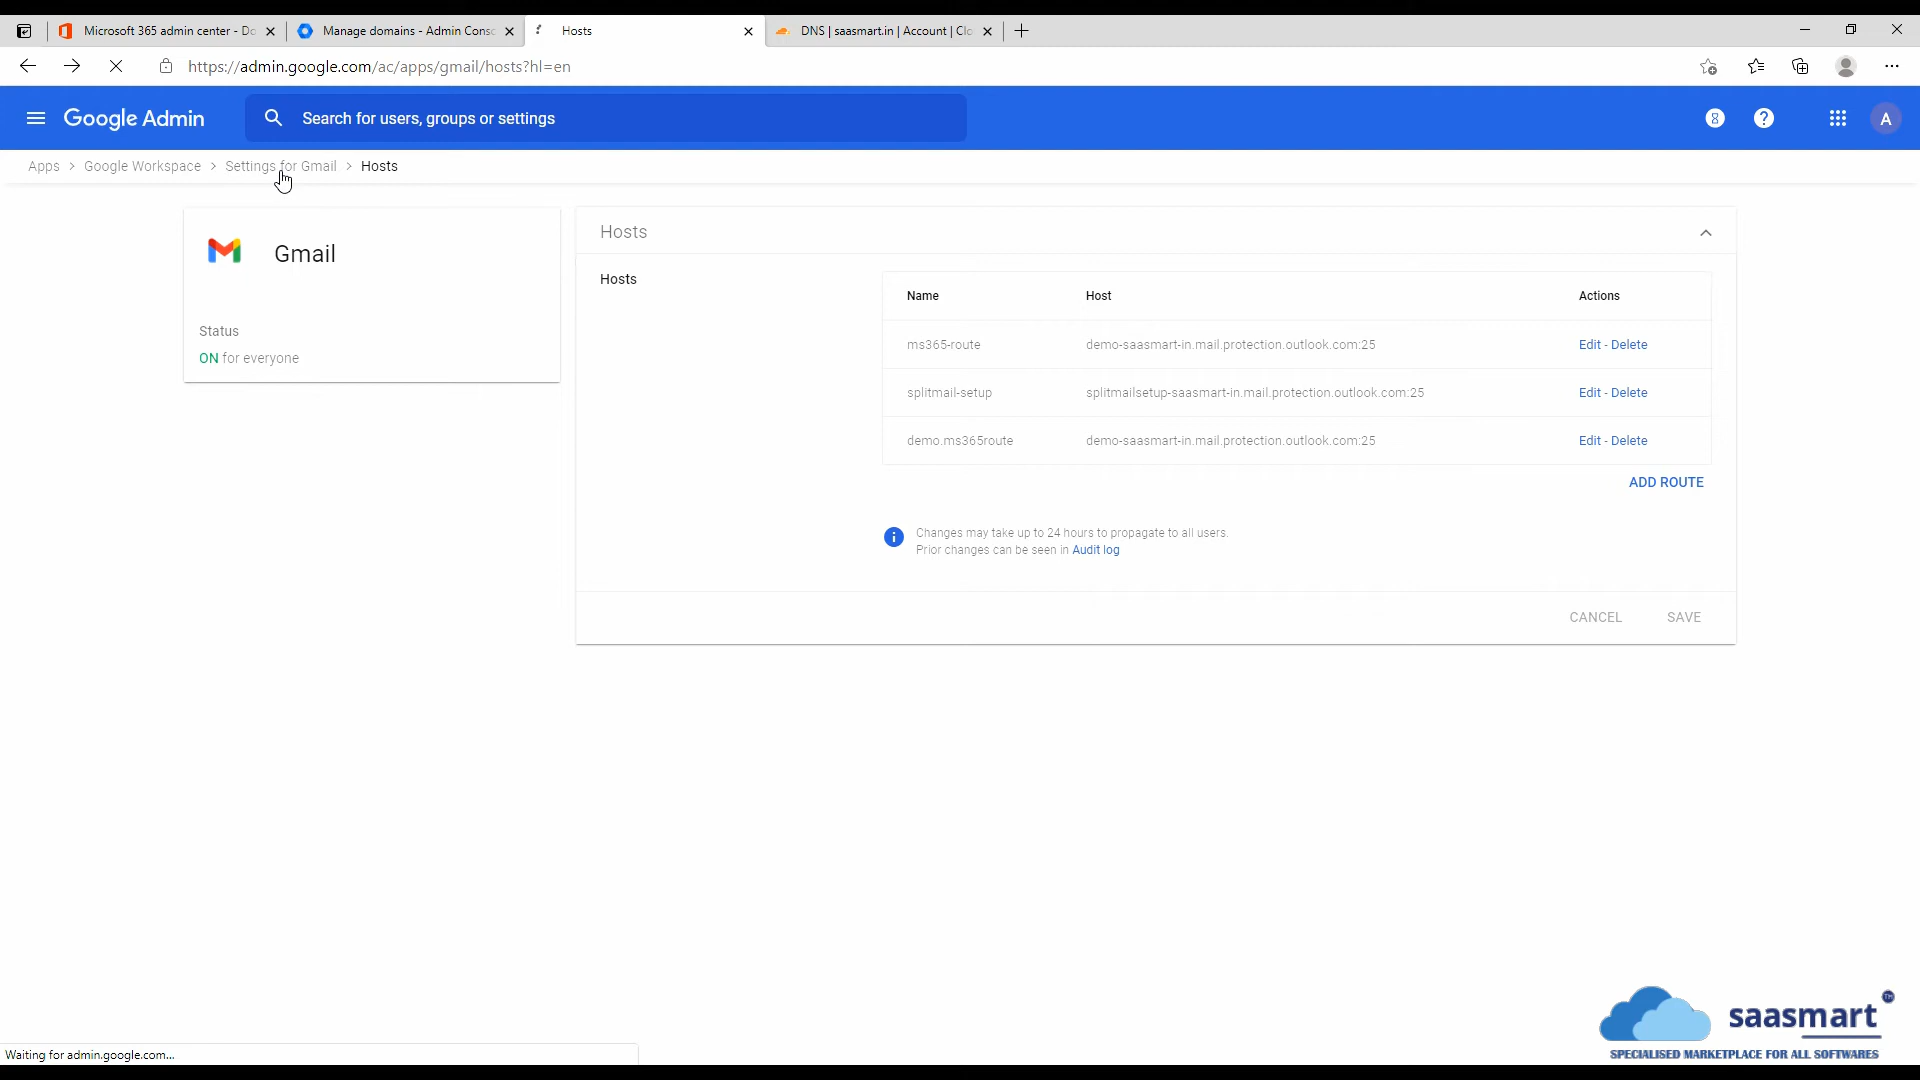 Microsoft 365 admin center - Do
Manage domains - Admin Consc
Hosts
DNS | saasmart.in | Account | Clo
https://admin.google.com/ac/apps/gmail/hosts?hl=en
Google Admin
Search for users, groups or settings
A
Apps > Google Workspace > Settings for Gmail > Hosts
Gmail
Status
ON for everyone
Hosts
Hosts
Name Host Actions
ms365-route demo-saasmart-in.mail.protection.outlook.com:25 Edit - Delete
splitmail-setup splitmailsetup-saasmart-in.mail.protection.outlook.com:25 Edit - Delete
demo.ms365route demo-saasmart-in.mail.protection.outlook.com:25 Edit - Delete
ADD ROUTE
Changes may take up to 24 hours to propagate to all users.
Prior changes can be seen in Audit log
CANCEL SAVE
saasmart TM
SPECIALISED MARKETPLACE FOR ALL SOFTWARES
Waiting for admin.google.com...